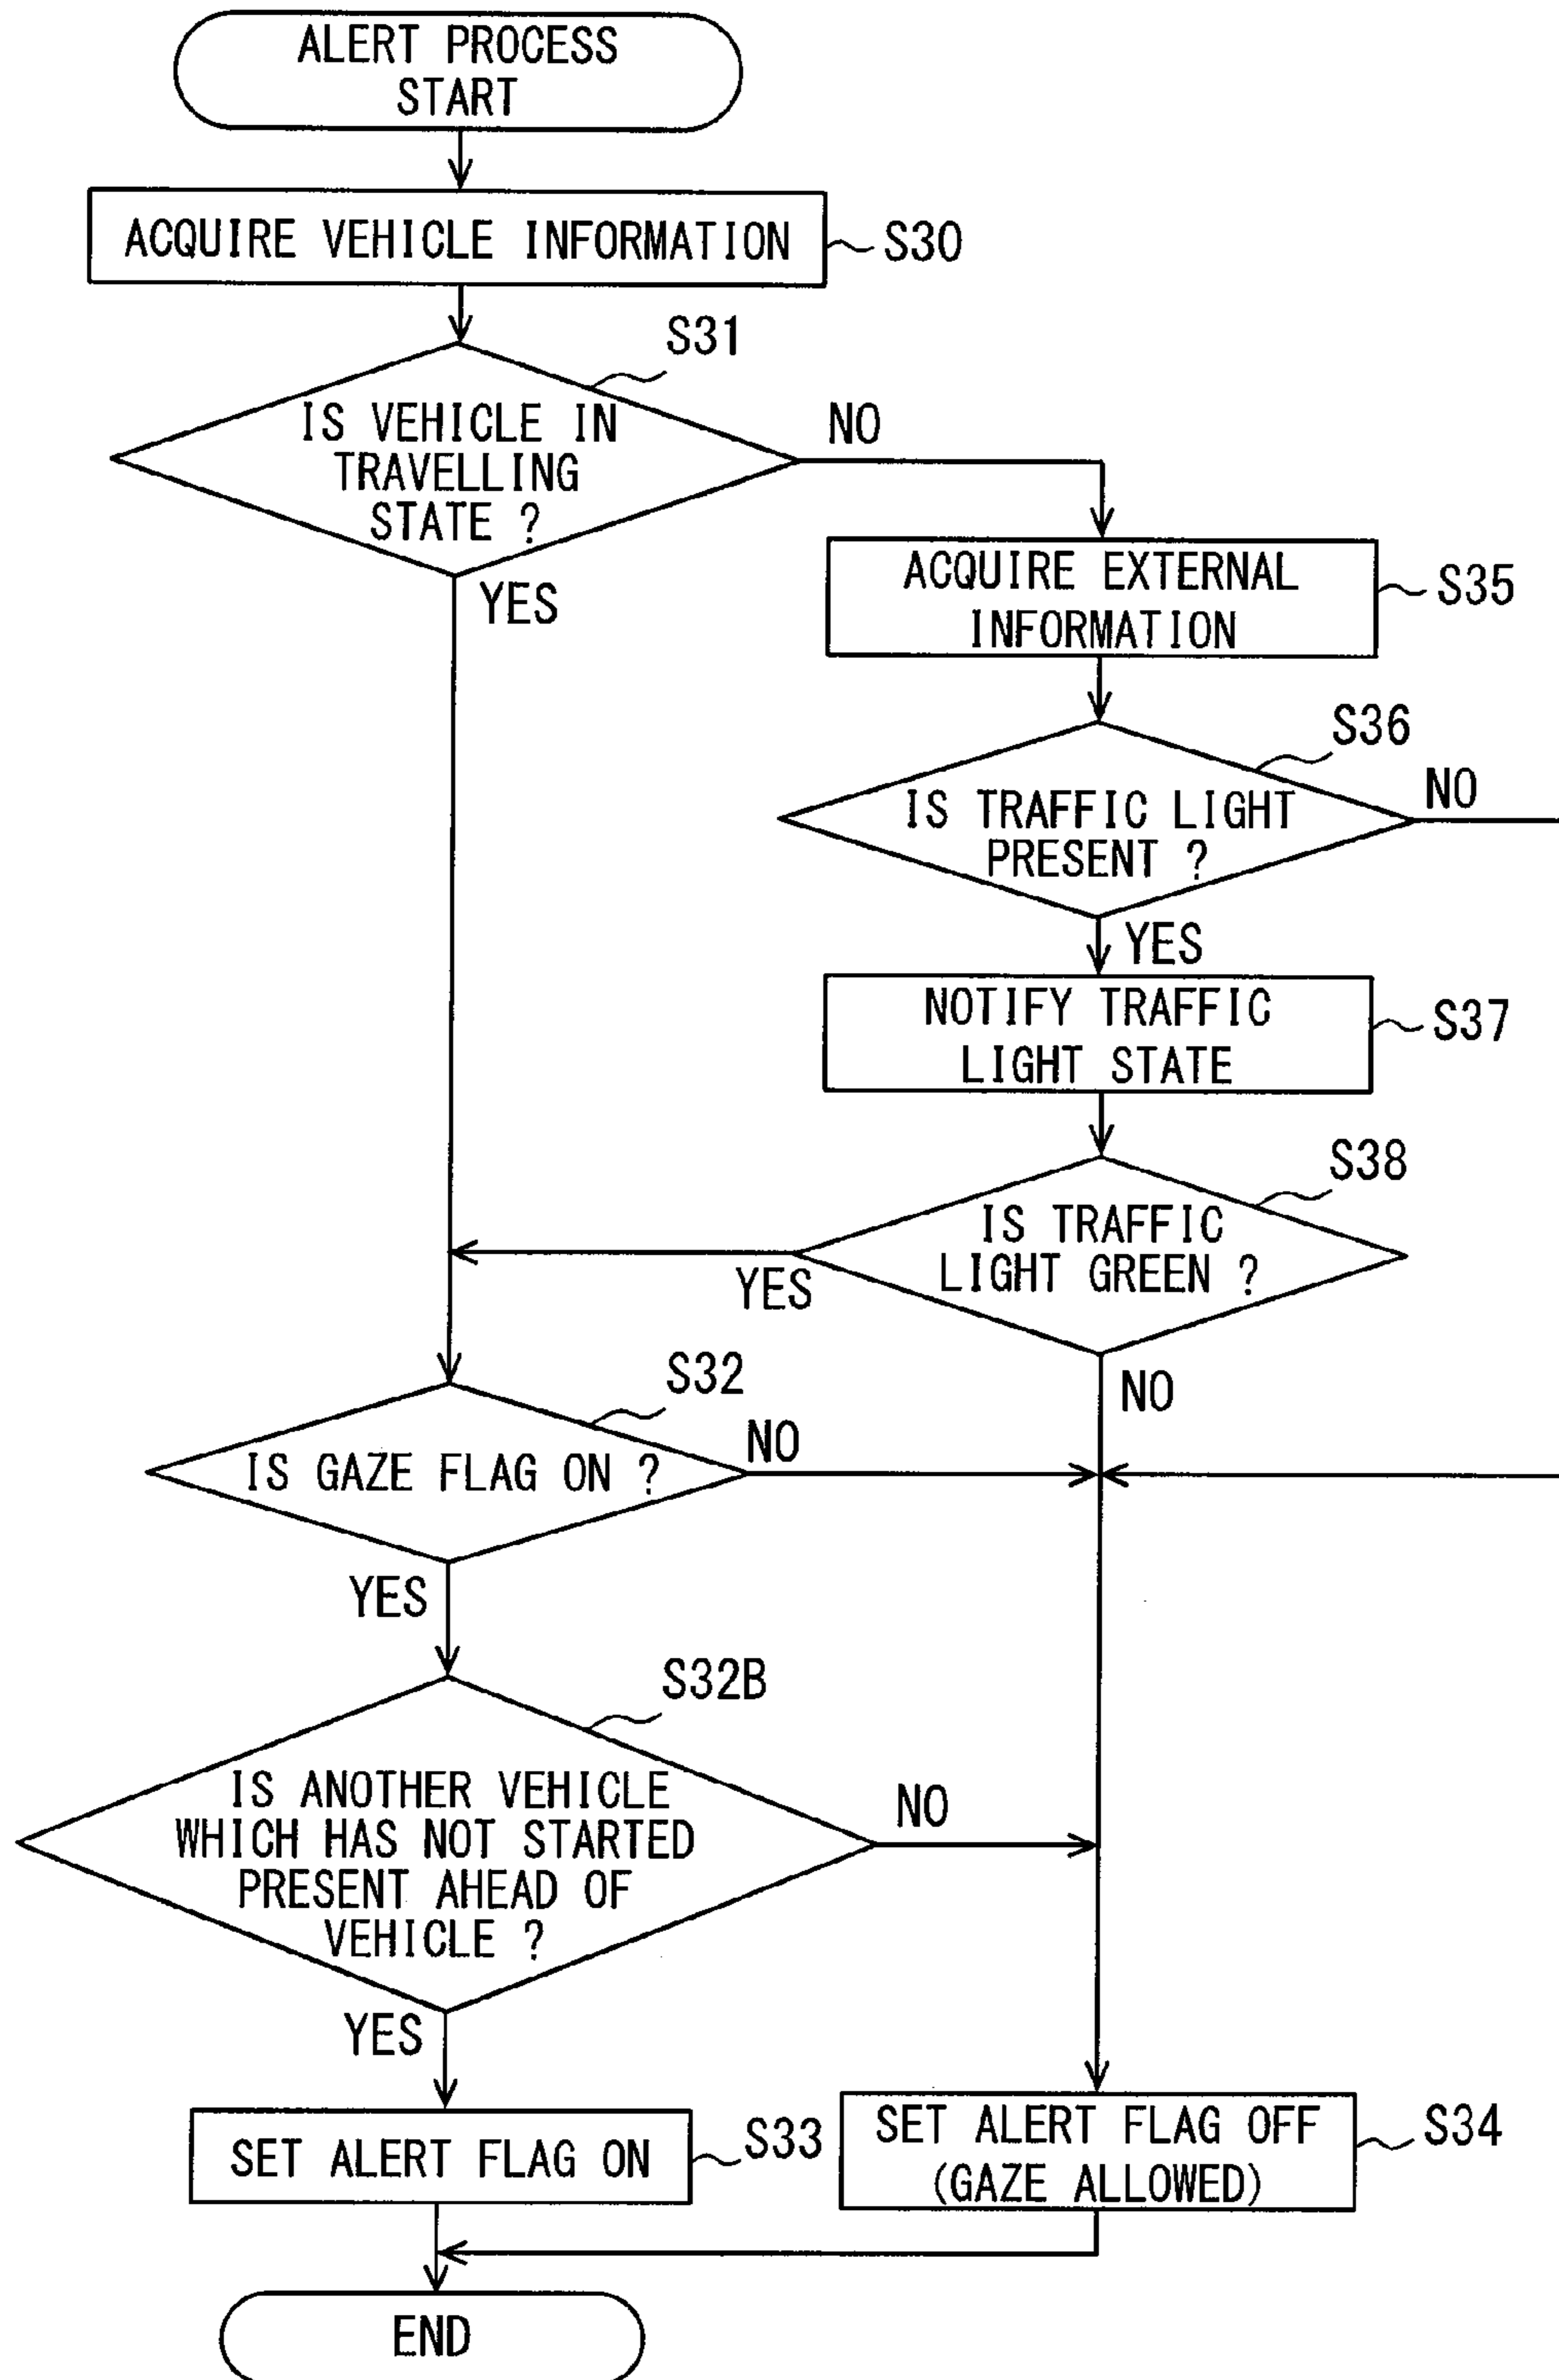 ALERT PROCESS
START
ACQUIRE VEHICLE INFORMATION
S30
S31
IS VEHICLE IN
TRAVELLING
STATE ?
NO
YES
ACQUIRE EXTERNAL
INFORMATION
S35
S36
IS TRAFFIC LIGHT
PRESENT ?
NO
YES
NOTIFY TRAFFIC
LIGHT STATE
S37
S38
IS TRAFFIC
LIGHT GREEN ?
YES
NO
S32
IS GAZE FLAG ON ?
NO
YES
S32B
IS ANOTHER VEHICLE
WHICH HAS NOT STARTED
PRESENT AHEAD OF
VEHICLE ?
NO
YES
SET ALERT FLAG ON
S33
SET ALERT FLAG OFF
(GAZE ALLOWED)
S34
END